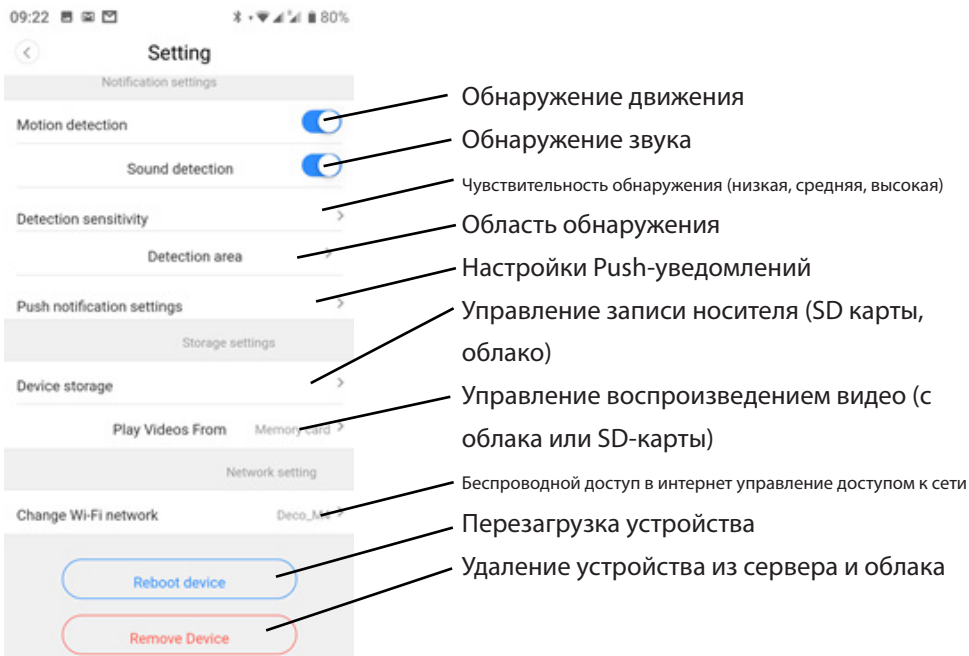 09:22
80%
Setting
Notification settings
Motion detection
Обнаружение движения
Sound detection
Обнаружение звука
Detection sensitivity
Чувствительность обнаружения (низкая, средняя, высокая)
Detection area
Область обнаружения
Push notification settings
Настройки Push-уведомлений
Storage settings
Device storage
Управление записи носителя (SD карты,
облако)
Play Videos From
Memory card
Управление воспроизведением видео (с
облака или SD-карты)
Network setting
Change Wi-Fi network
Deco_M4
Беспроводной доступ в интернет управление доступом к сети
Reboot device
Перезагрузка устройства
Remove Device
Удаление устройства из сервера и облака